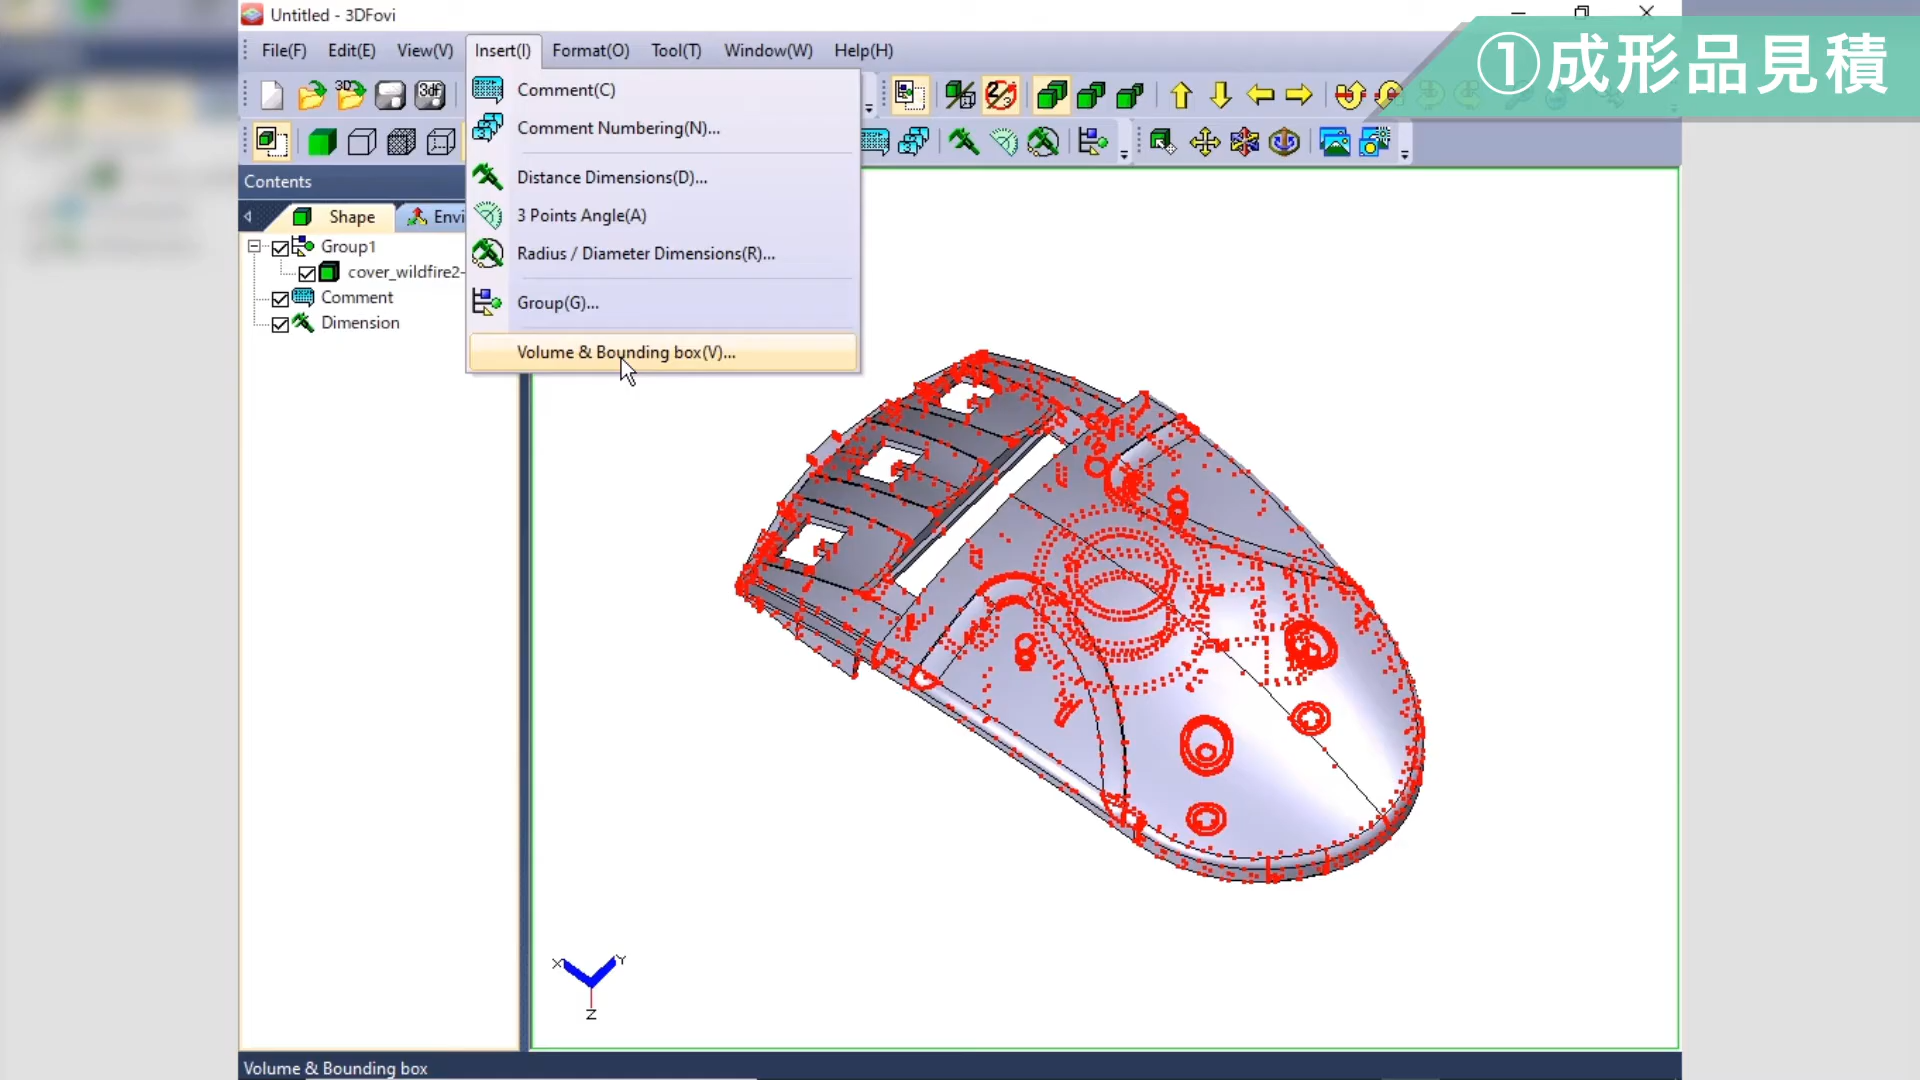 Untitled - 3DFovi
①成形品見積
File(F) Edit(E) View(V) Insert(I) Format(O) Tool(T) Window(W) Help(H)
Comment(C)
Comment Numbering(N)...
Distance Dimensions(D)...
3 Points Angle(A)
Radius / Diameter Dimensions(R)...
Group(G)...
Volume & Bounding box(V)...
Contents
Shape Envi
Group1
cover_wildfire2-
Comment
Dimension
X Y
Z
Volume & Bounding box